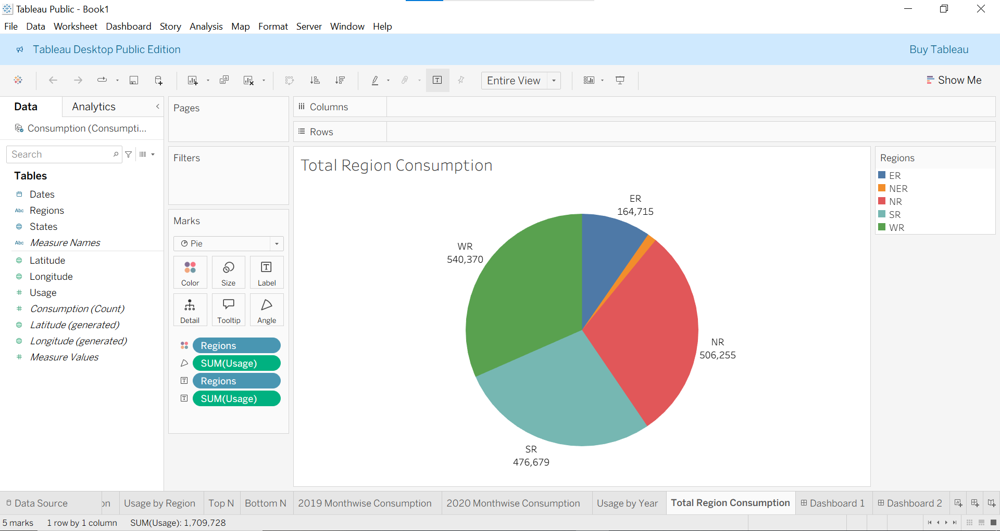 Tableau Public - Book1
File Data Worksheet Dashboard Story Analysis Map Format Server Window Help
Tableau Desktop Public Edition
Buy Tableau
Entire View
Show Me
Data
Analytics
Consumption (Consumpti...
Search
Tables
Dates
Abc Regions
States
Abc Measure Names
Latitude
Longitude
# Usage
# Consumption (Count)
Latitude (generated)
Longitude (generated)
# Measure Values
Pages
Filters
Marks
Pie
Color Size Label
Detail Tooltip Angle
Regions
SUM(Usage)
Regions
SUM(Usage)
Columns
Rows
Total Region Consumption
ER
164,715
WR
540,370
NR
506,255
SR
476,679
Regions
ER
NER
NR
SR
WR
Data Source
on
Usage by Region
Top N
Bottom N
2019 Monthwise Consumption
2020 Monthwise Consumption
Usage by Year
Total Region Consumption
Dashboard 1
Dashboard 2
5 marks
1 row by 1 column
SUM(Usage): 1,709,728